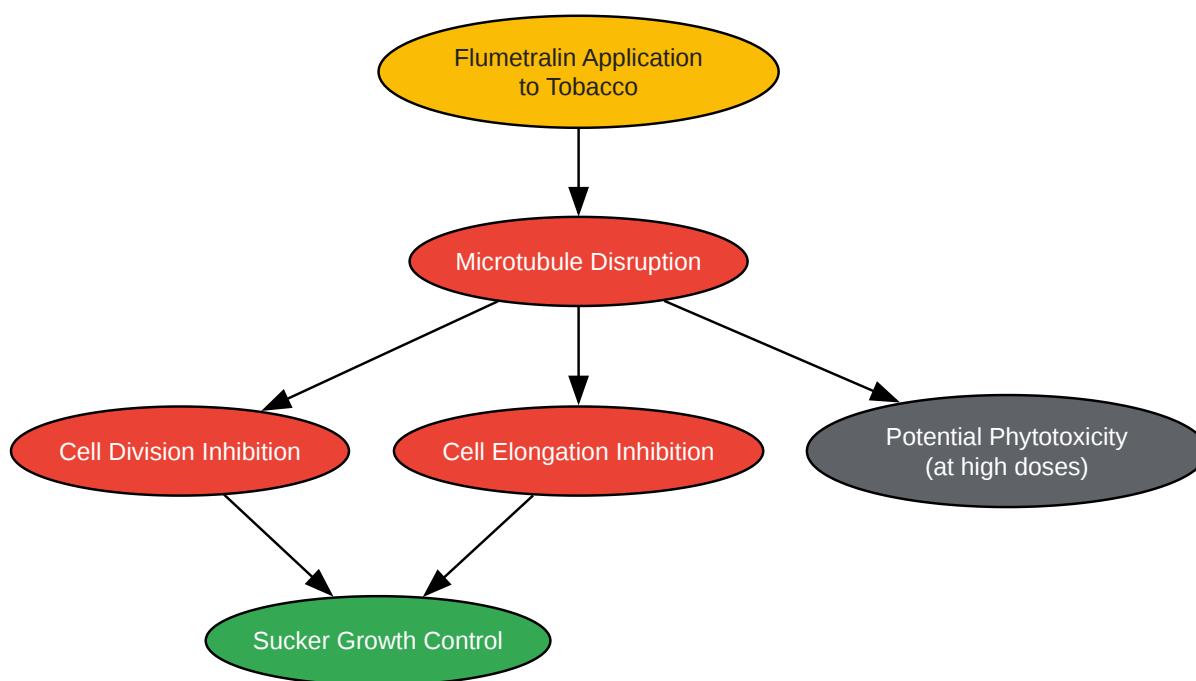 Flumetralin Application
to Tobacco
Microtubule Disruption
Cell Division Inhibition
Cell Elongation Inhibition
Potential Phytotoxicity
(at high doses)
Sucker Growth Control